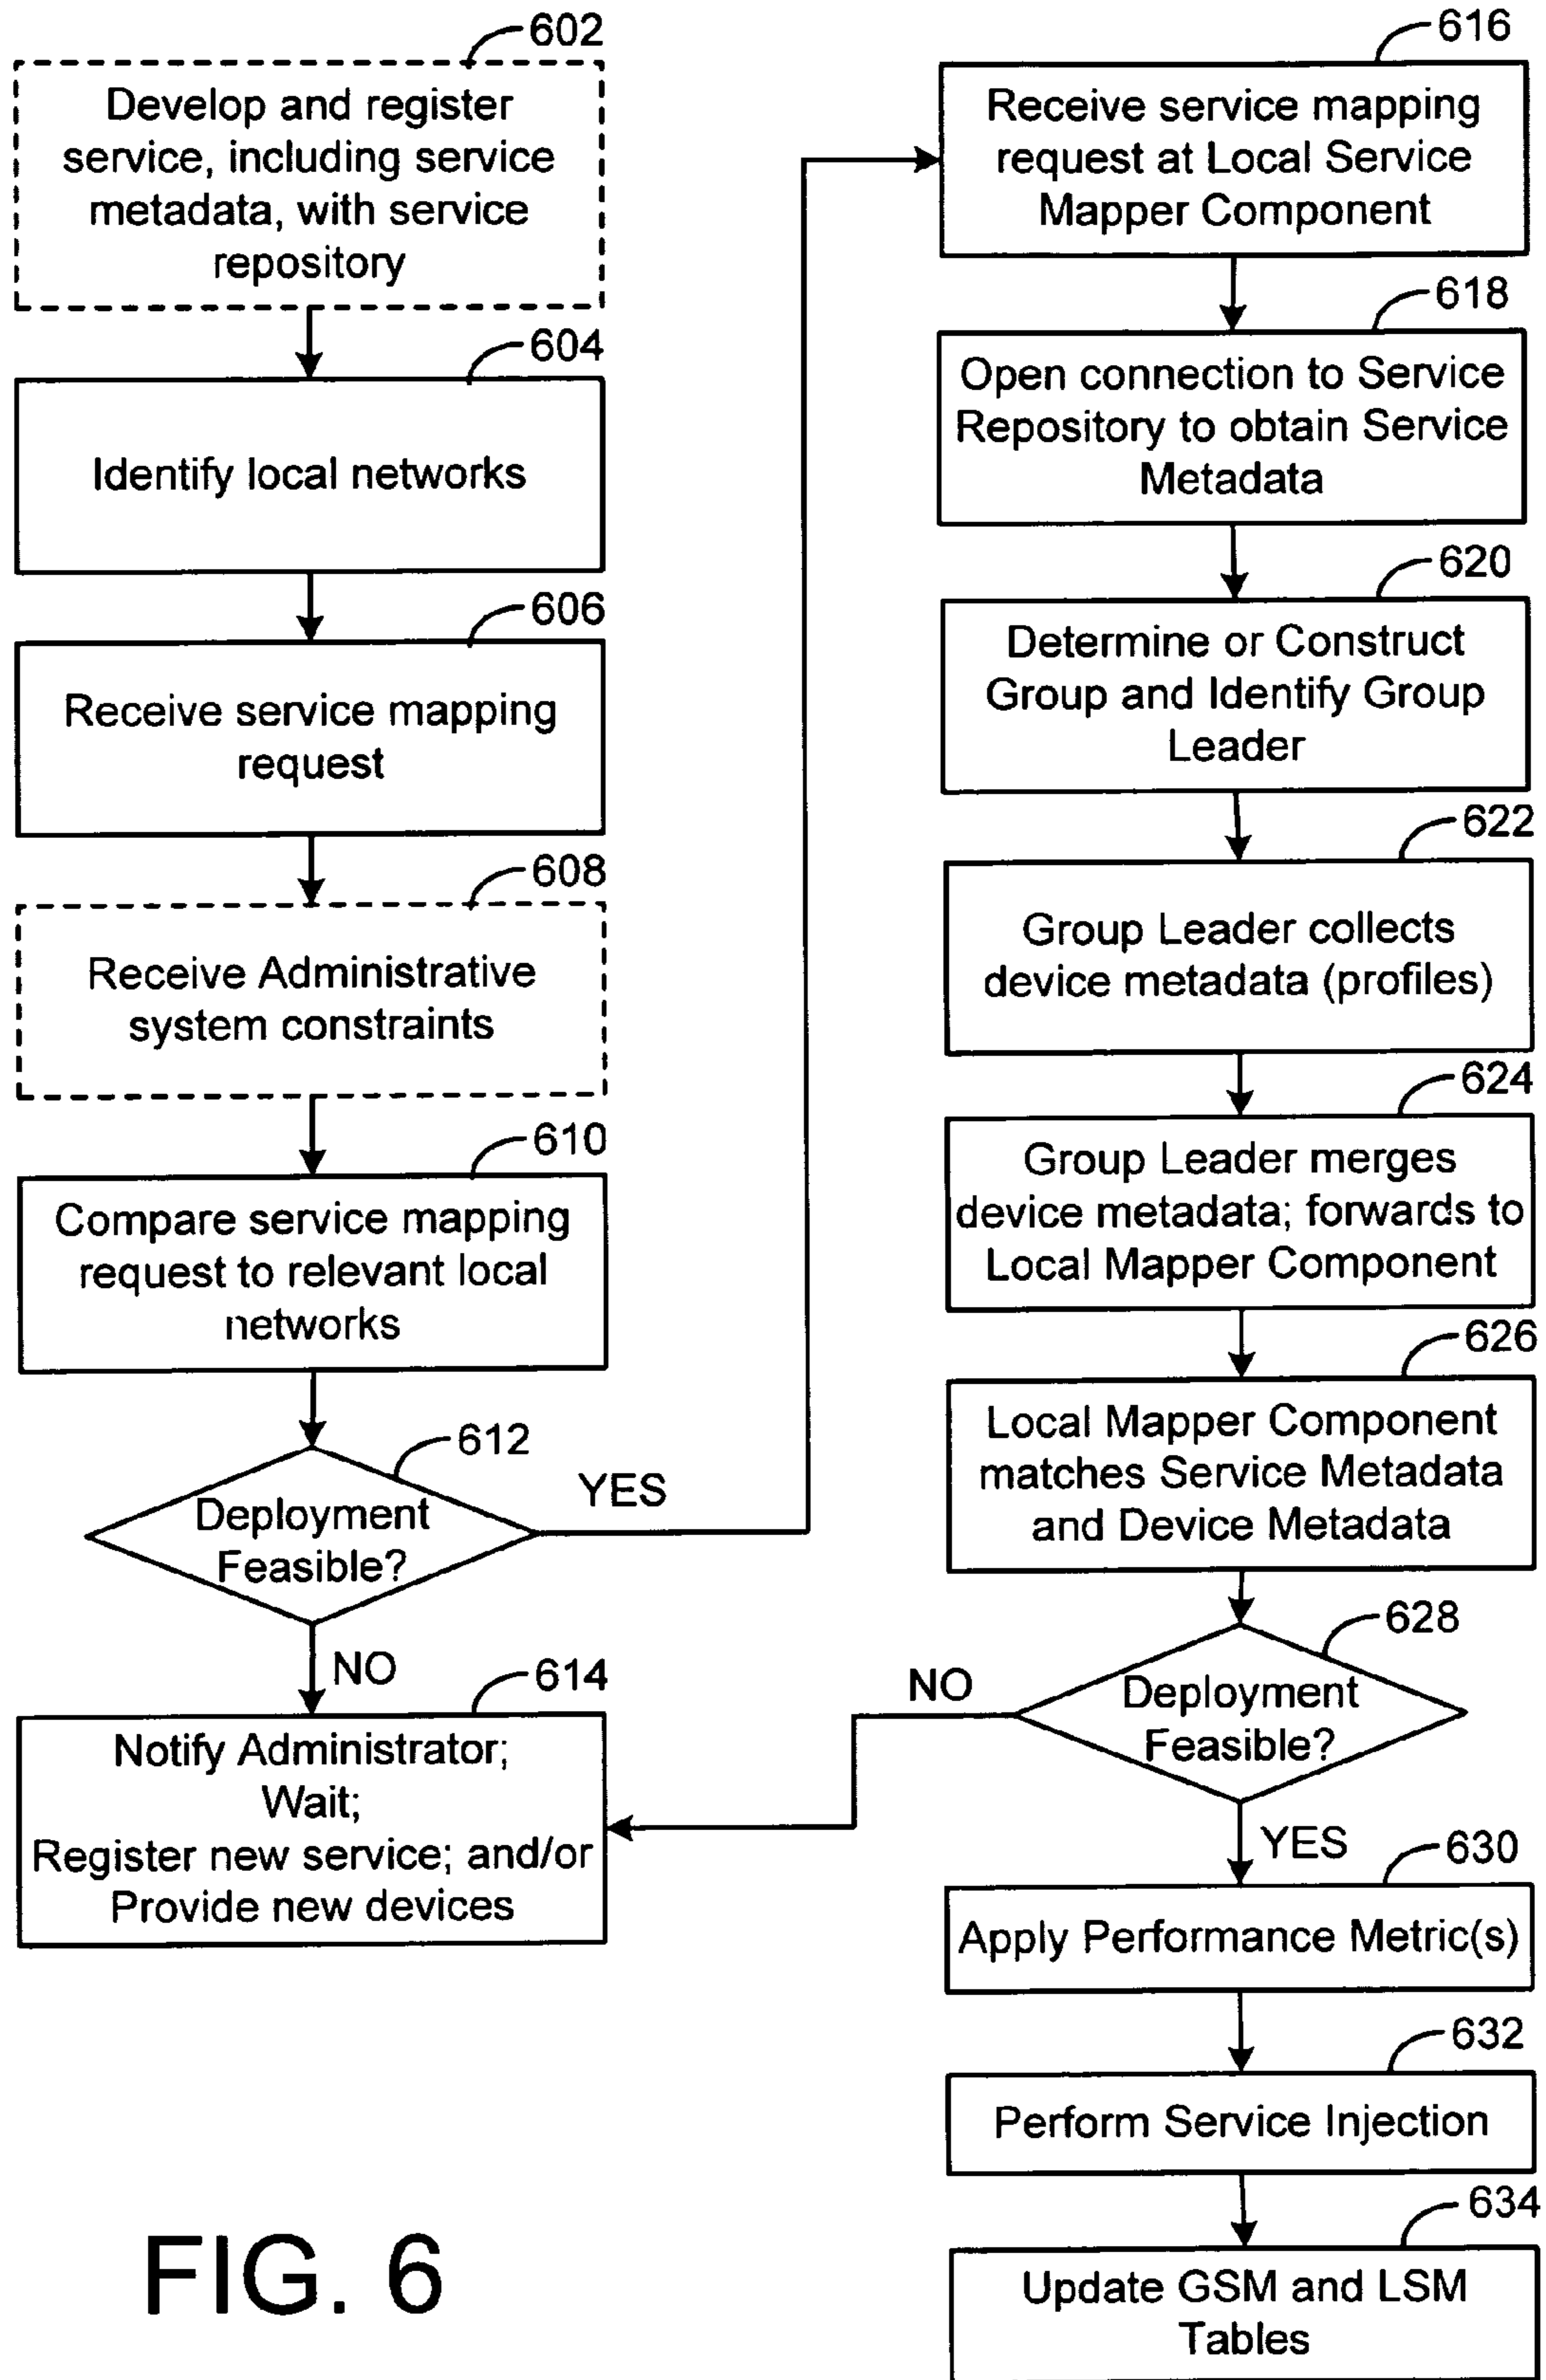 602
Develop and register
service, including service
metadata, with service
repository
604
Identify local networks
606
Receive service mapping
request
608
Receive Administrative
system constraints
610
Compare service mapping
request to relevant local
networks
612
Deployment
Feasible?
YES
NO
614
Notify Administrator;
Wait;
Register new service; and/or
Provide new devices
616
Receive service mapping
request at Local Service
Mapper Component
618
Open connection to Service
Repository to obtain Service
Metadata
620
Determine or Construct
Group and Identify Group
Leader
622
Group Leader collects
device metadata (profiles)
624
Group Leader merges
device metadata; forwards to
Local Mapper Component
626
Local Mapper Component
matches Service Metadata
and Device Metadata
628
Deployment
Feasible?
NO
YES
630
Apply Performance Metric(s)
632
Perform Service Injection
634
Update GSM and LSM
Tables
FIG. 6